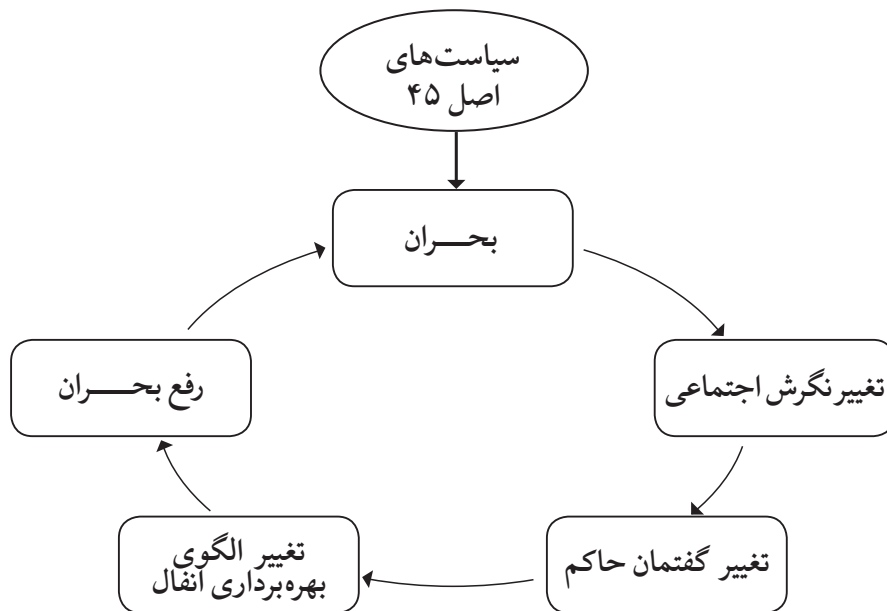 سیاست‌های
اصل ۴۵
بحـــران
تغییر نگرش اجتماعی
رفع بحـــران
تغییر گفتمان حاکم
تغییر الگوی
بهره‌برداری انفال